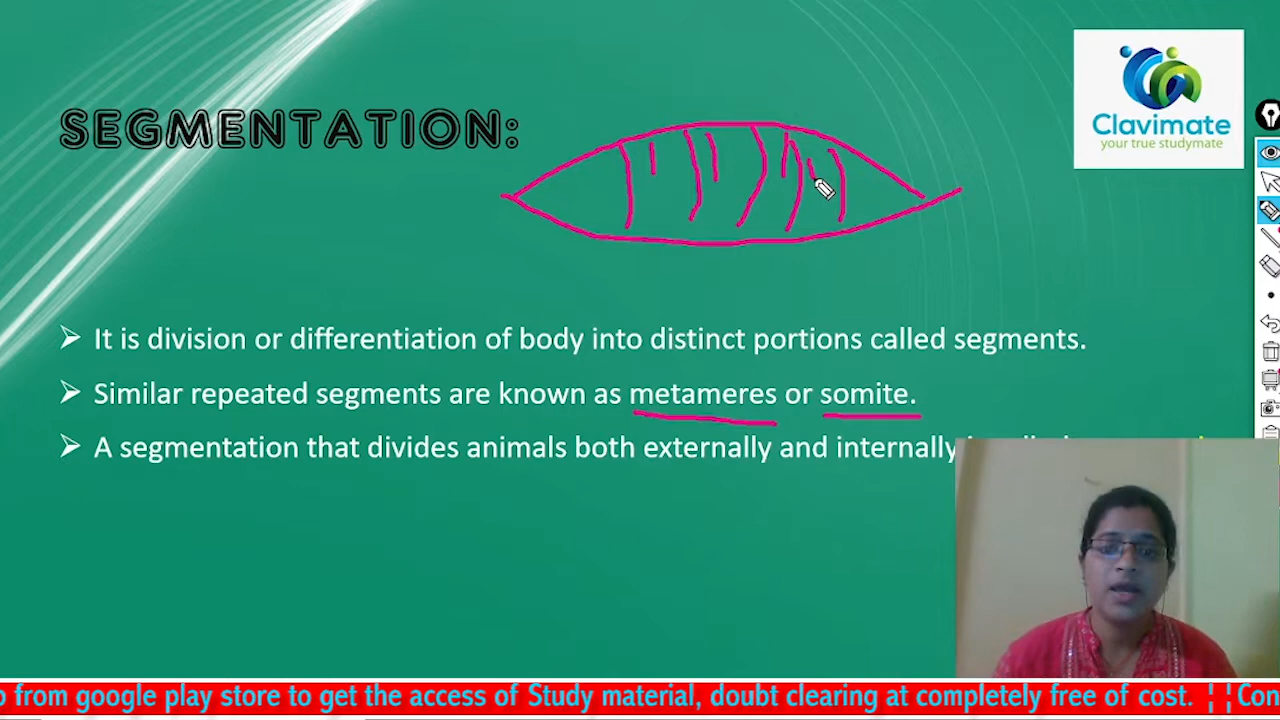 Clavimate
your true studymate
SEGMENTATION:
It is division or differentiation of body into distinct portions called segments.
Similar repeated segments are known as metameres or somite.
A segmentation that divides animals both externally and internally
from google play store to get the access of Study material, doubt clearing at completely free of cost. ¦ ¦ Con